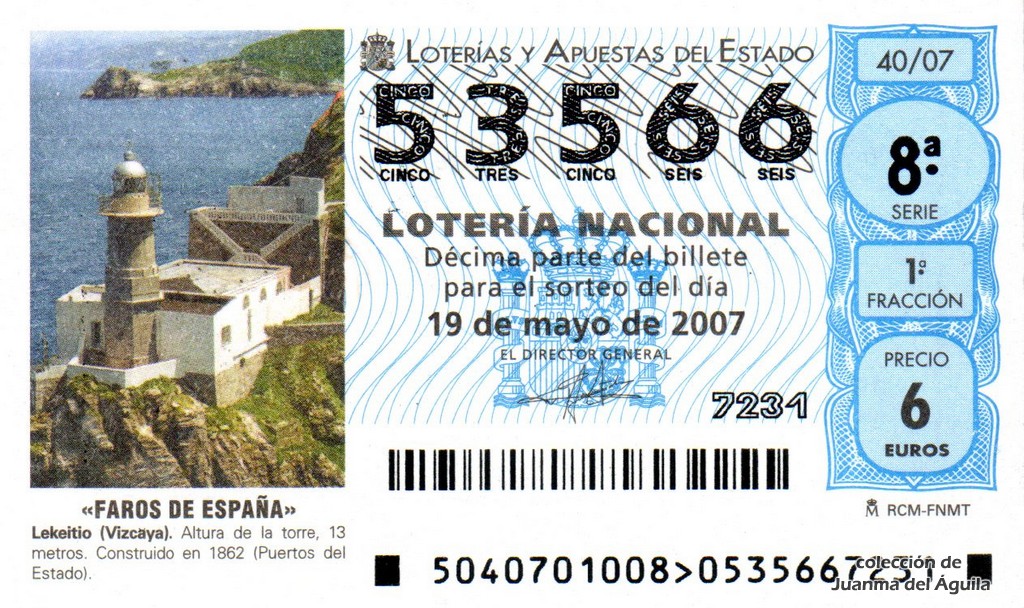 LOTERÍAS Y APUESTAS DEL ESTADO
53566
CINCO TRES CINCO SEIS SEIS
LOTERÍA NACIONAL
Décima parte del billete
para el sorteo del día
19 de mayo de 2007
EL DIRECTOR GENERAL
7231
40/07
8.ª
SERIE
1.ª
FRACCIÓN
PRECIO
6
EUROS
RCM-FNMT
«FAROS DE ESPAÑA»
Lekeitio (Vizcaya). Altura de la torre, 13
metros. Construido en 1862 (Puertos del
Estado).
5040701008>0535667231
colección de
Juanma del Águila